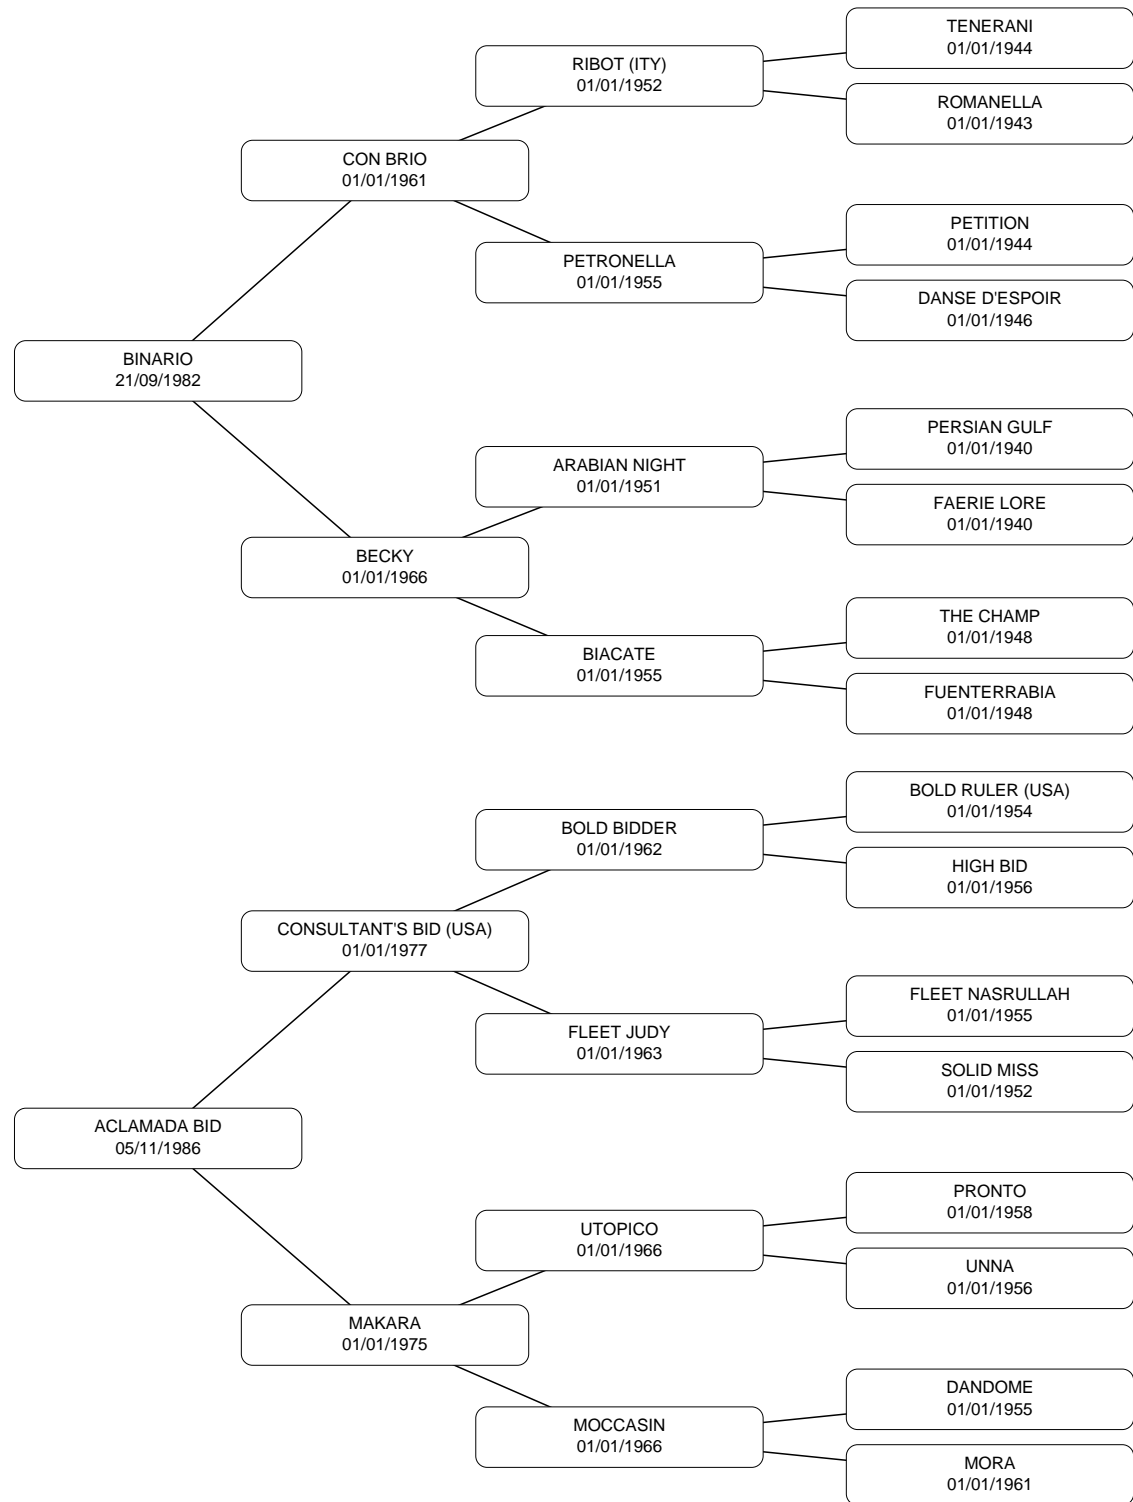 TENERANI
01/01/1944
RIBOT (ITY)
01/01/1952
ROMANELLA
01/01/1943
CON BRIO
01/01/1961
PETITION
01/01/1944
PETRONELLA
01/01/1955
DANSE D'ESPOIR
01/01/1946
BINARIO
21/09/1982
PERSIAN GULF
01/01/1940
ARABIAN NIGHT
01/01/1951
FAERIE LORE
01/01/1940
BECKY
01/01/1966
THE CHAMP
01/01/1948
BIACATE
01/01/1955
FUENTERRABIA
01/01/1948
BOLD RULER (USA)
01/01/1954
BOLD BIDDER
01/01/1962
HIGH BID
01/01/1956
CONSULTANT'S BID (USA)
01/01/1977
FLEET NASRULLAH
01/01/1955
FLEET JUDY
01/01/1963
SOLID MISS
01/01/1952
ACLAMADA BID
05/11/1986
PRONTO
01/01/1958
UTOPICO
01/01/1966
UNNA
01/01/1956
MAKARA
01/01/1975
DANDOME
01/01/1955
MOCCASIN
01/01/1966
MORA
01/01/1961